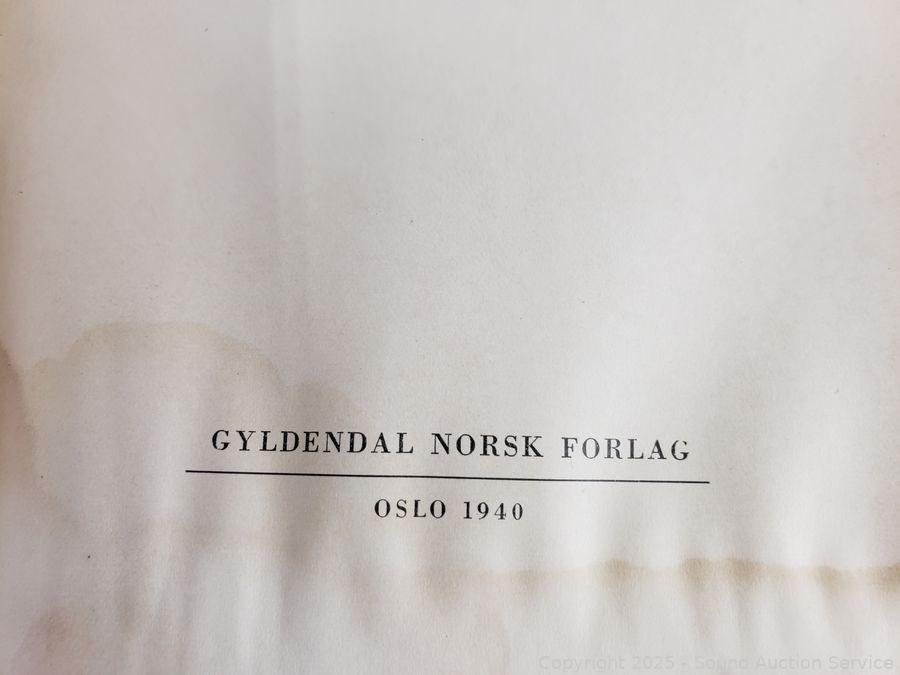 GYLDENDAL NORSK FORLAG
OSLO 1940
Copyright 2025 - Sound Auction Service